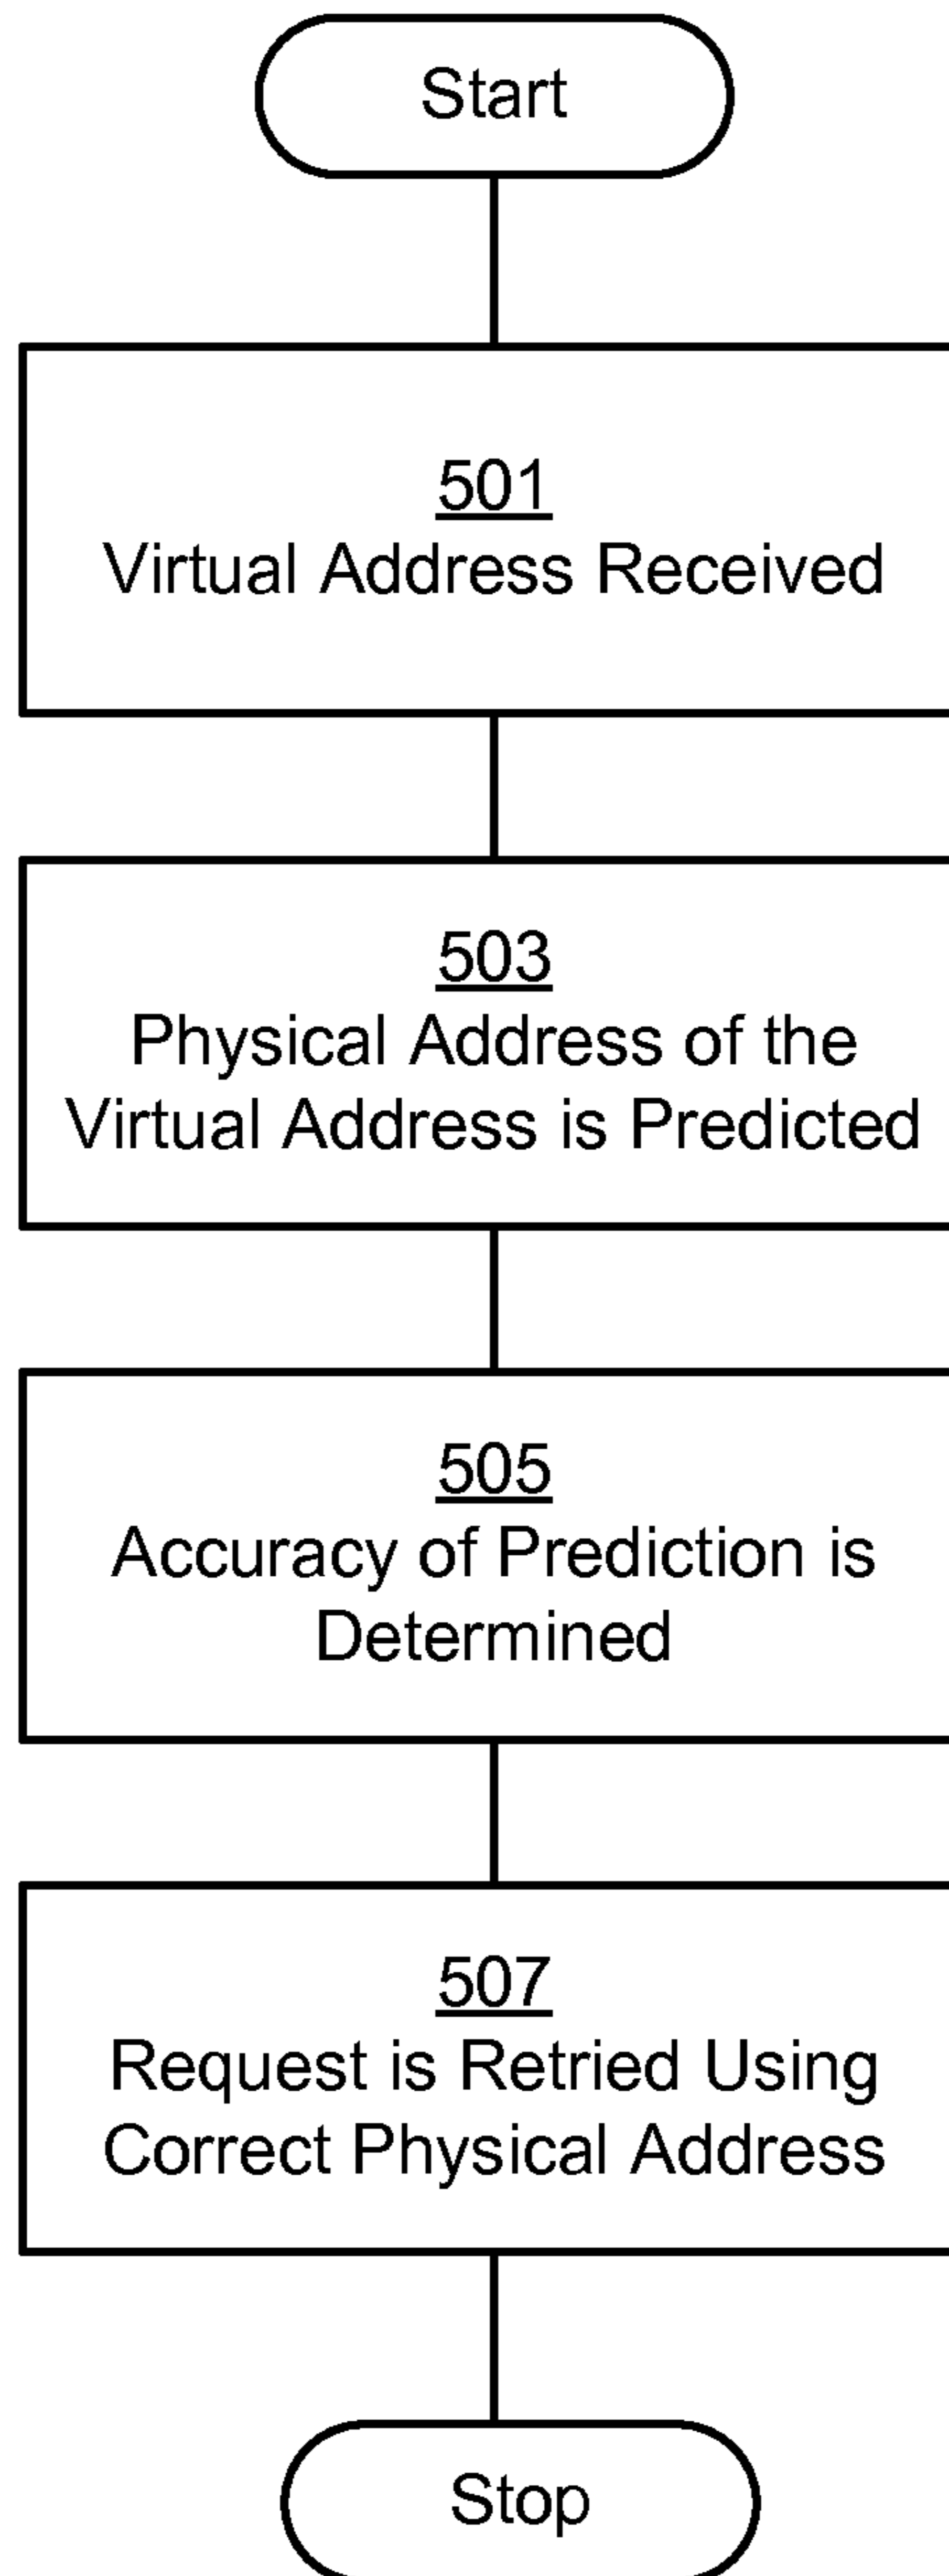 Start
501
Virtual Address Received
503
Physical Address of the
Virtual Address is Predicted
505
Accuracy of Prediction is
Determined
507
Request is Retried Using
Correct Physical Address
Stop